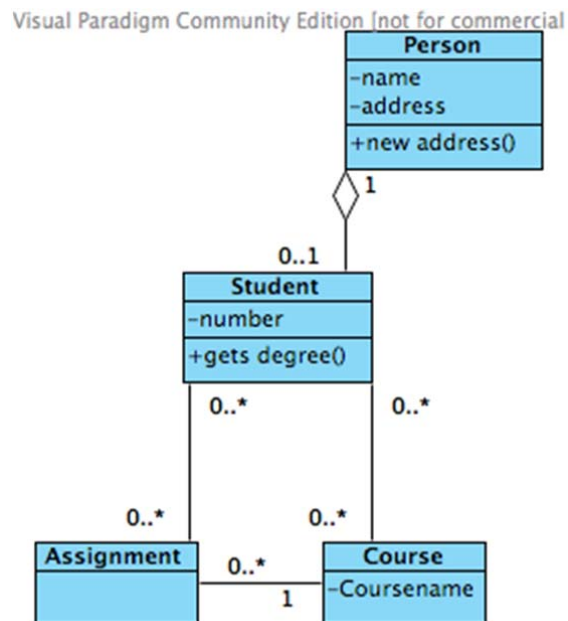 Visual Paradigm Community Edition [not for commercial
Person
-name
-address
+new address()
1
0..1
Student
-number
+gets degree()
0..*
0..*
0..*
0..*
Assignment
0..*
1
Course
-Coursename